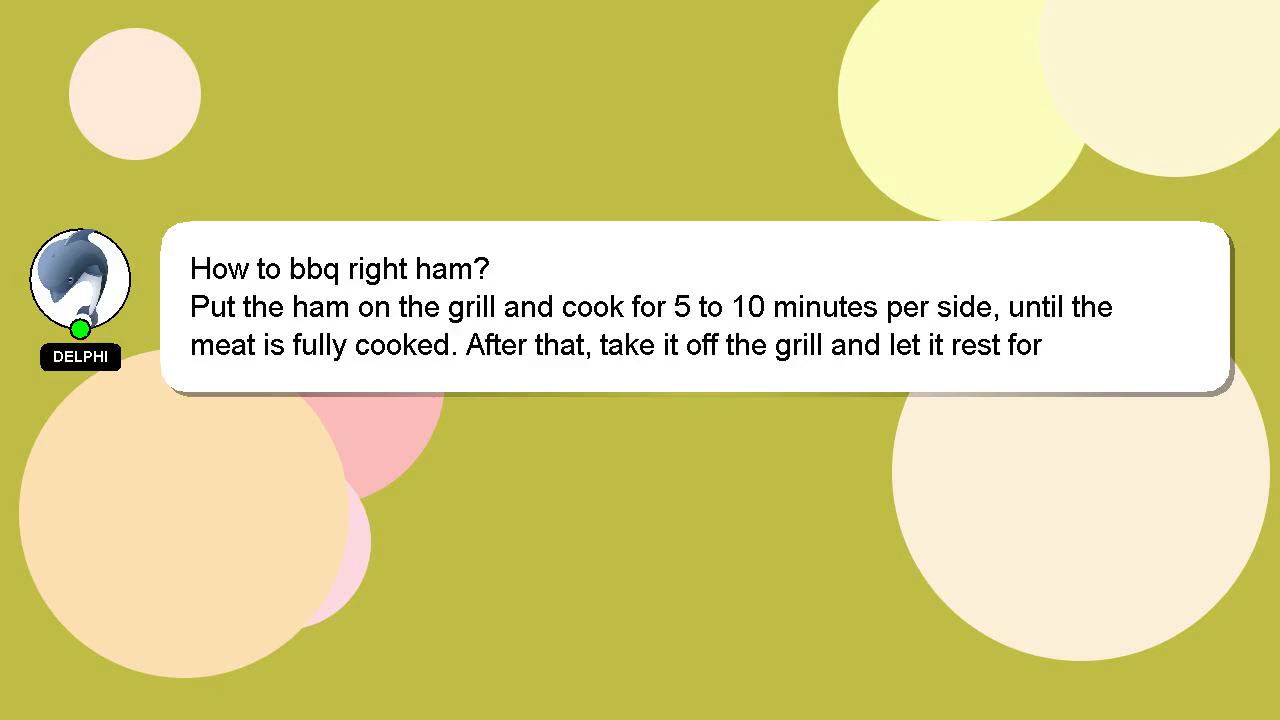 How to bbq right ham?
Put the ham on the grill and cook for 5 to 10 minutes per side, until the
meat is fully cooked. After that, take it off the grill and let it rest for
DELPHI